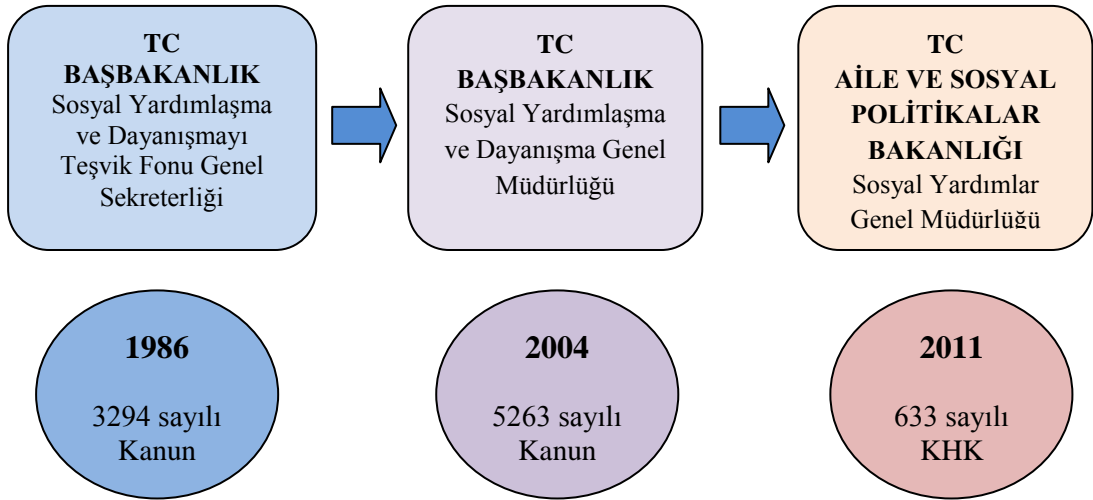 TC
BAŞBAKANLIK
Sosyal Yardımlaşma
ve Dayanışmayı
Teşvik Fonu Genel
Sekreterliği
TC
BAŞBAKANLIK
Sosyal Yardımlaşma
ve Dayanışma Genel
Müdürlüğü
TC
AİLE VE SOSYAL
POLİTİKALAR
BAKANLIĞI
Sosyal Yardımlar
Genel Müdürlüğü
1986
3294 sayılı
Kanun
2004
5263 sayılı
Kanun
2011
633 sayılı
KHK